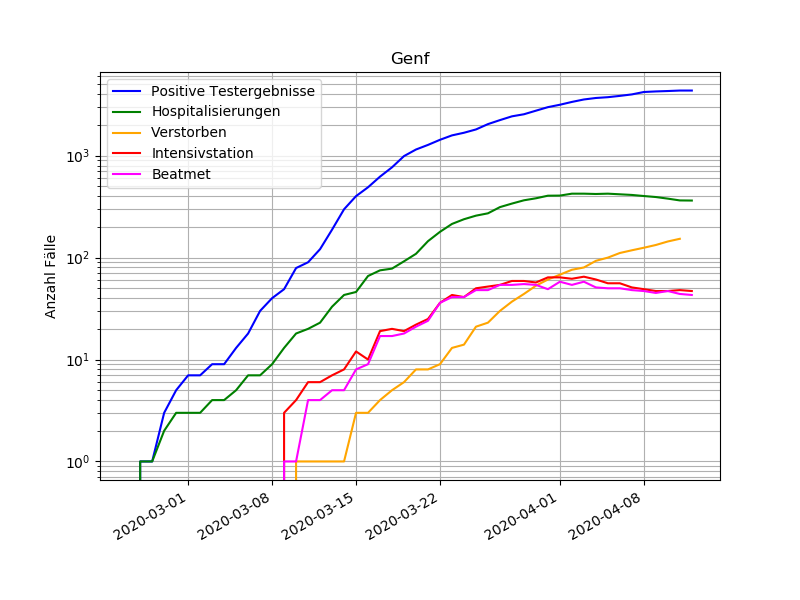 Genf
Positive Testergebnisse
Hospitalisierungen
Verstorben
Intensivstation
Beatmet
Anzahl Fälle
10³
10²
10¹
10⁰
2020-03-01
2020-03-08
2020-03-15
2020-03-22
2020-04-01
2020-04-08